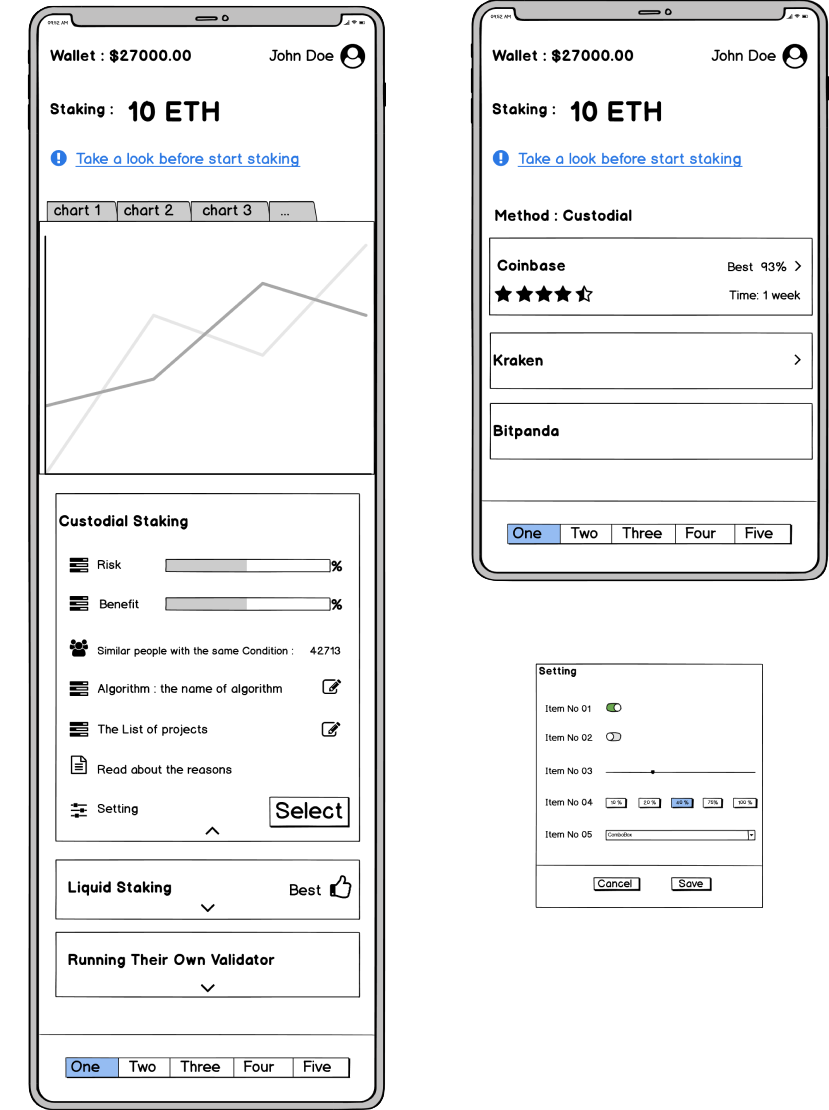 09:52 AM
Wallet : $27000.00 John Doe
Staking : 10 ETH
Take a look before start staking
chart 1 chart 2 chart 3 ...
Custodial Staking
Risk %
Benefit %
Similar people with the same Condition : 42713
Algorithm : the name of algorithm
The List of projects
Read about the reasons
Setting Select
Liquid Staking Best
Running Their Own Validator
One Two Three Four Five
09:52 AM
Wallet : $27000.00 John Doe
Staking : 10 ETH
Take a look before start staking
Method : Custodial
Coinbase Best 93% >
Time: 1 week
Kraken >
Bitpanda
One Two Three Four Five
Setting
Item No 01
Item No 02
Item No 03
Item No 04 10 % 20 % 40 % 75% 100 %
Item No 05 ComboBox
Cancel Save